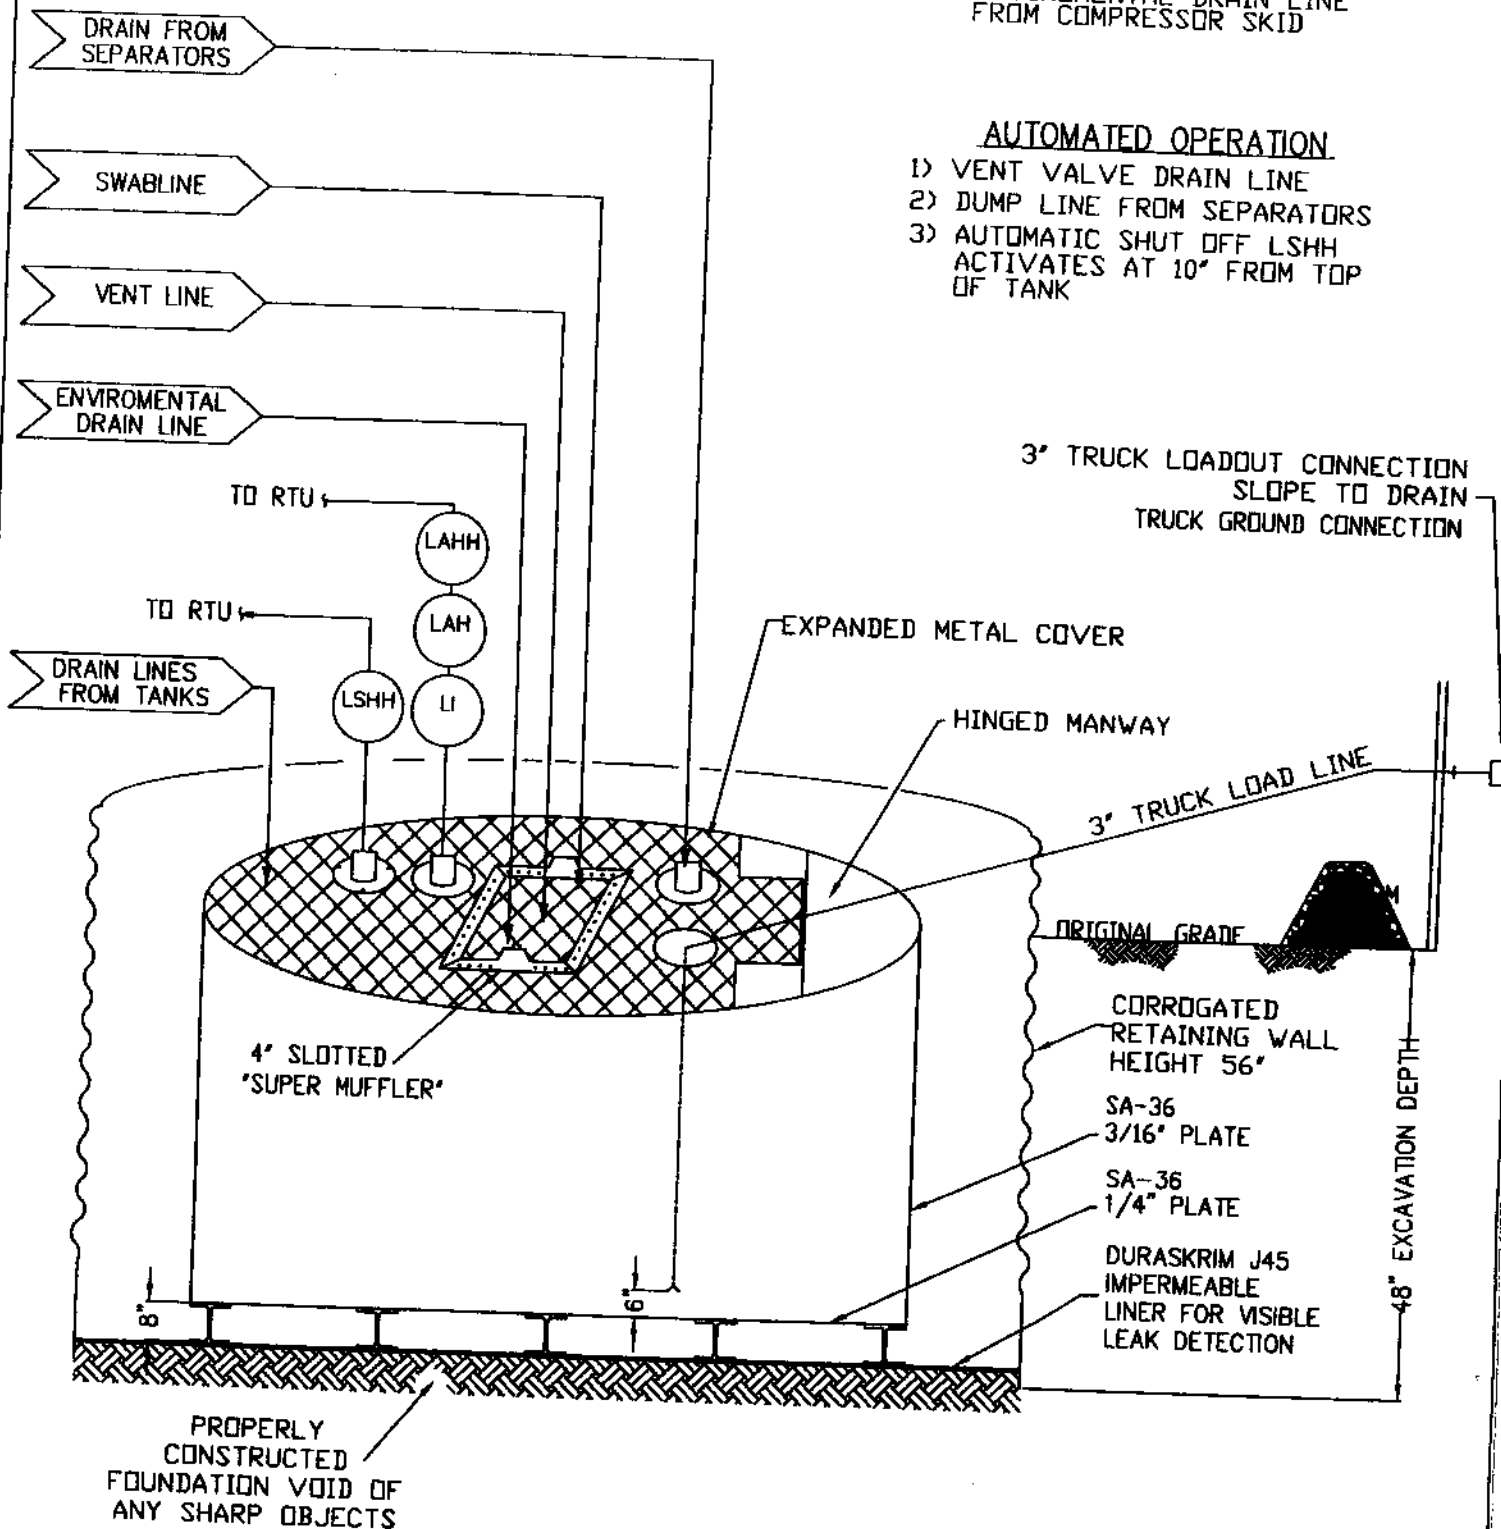 DRAIN LINE
FROM COMPRESSOR SKID
DRAIN FROM
SEPARATORS
AUTOMATED OPERATION
1) VENT VALVE DRAIN LINE
2) DUMP LINE FROM SEPARATORS
3) AUTOMATIC SHUT OFF LSHH
ACTIVATES AT 10" FROM TOP
OF TANK
SWABLINE
VENT LINE
ENVIROMENTAL
DRAIN LINE
3" TRUCK LOADOUT CONNECTION
SLOPE TO DRAIN
TRUCK GROUND CONNECTION
TO RTU
LAHH
TO RTU
LAH
EXPANDED METAL COVER
DRAIN LINES
FROM TANKS
LSHH
LI
HINGED MANWAY
3" TRUCK LOAD LINE
ORIGINAL GRADE
CORROGATED
RETAINING WALL
HEIGHT 56"
4" SLOTTED
"SUPER MUFFLER"
SA-36
3/16" PLATE
SA-36
1/4" PLATE
48" EXCAVATION DEPTH
DURASKRIM J45
IMPERMEABLE
LINER FOR VISIBLE
LEAK DETECTION
8"
6"
PROPERLY
CONSTRUCTED
FOUNDATION VOID OF
ANY SHARP OBJECTS